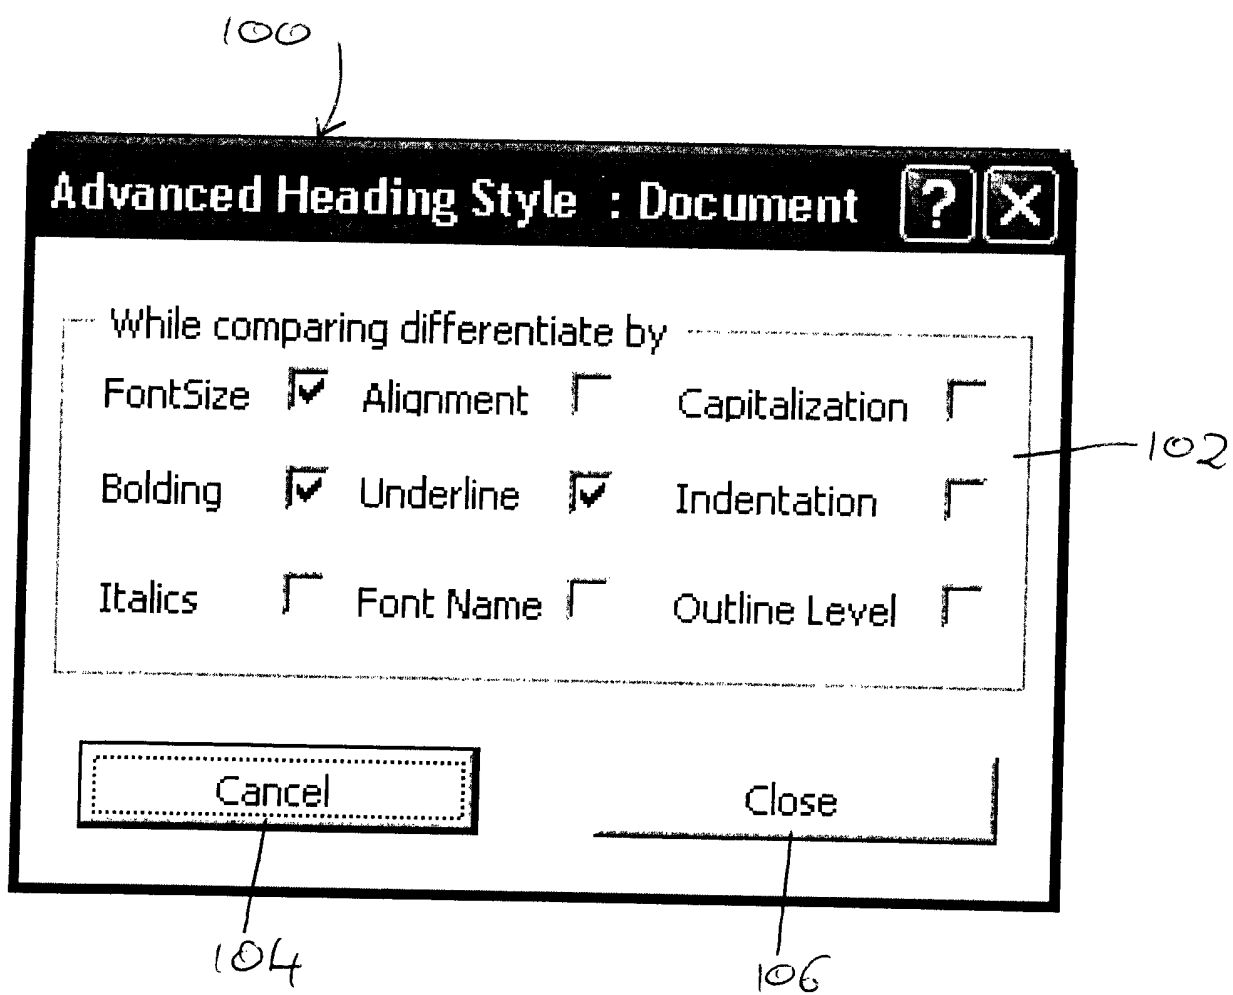 100
Advanced Heading Style : Document ? X
While comparing differentiate by
FontSize Alignment Capitalization
102
Bolding Underline Indentation
Italics Font Name Outline Level
Cancel Close
104 106